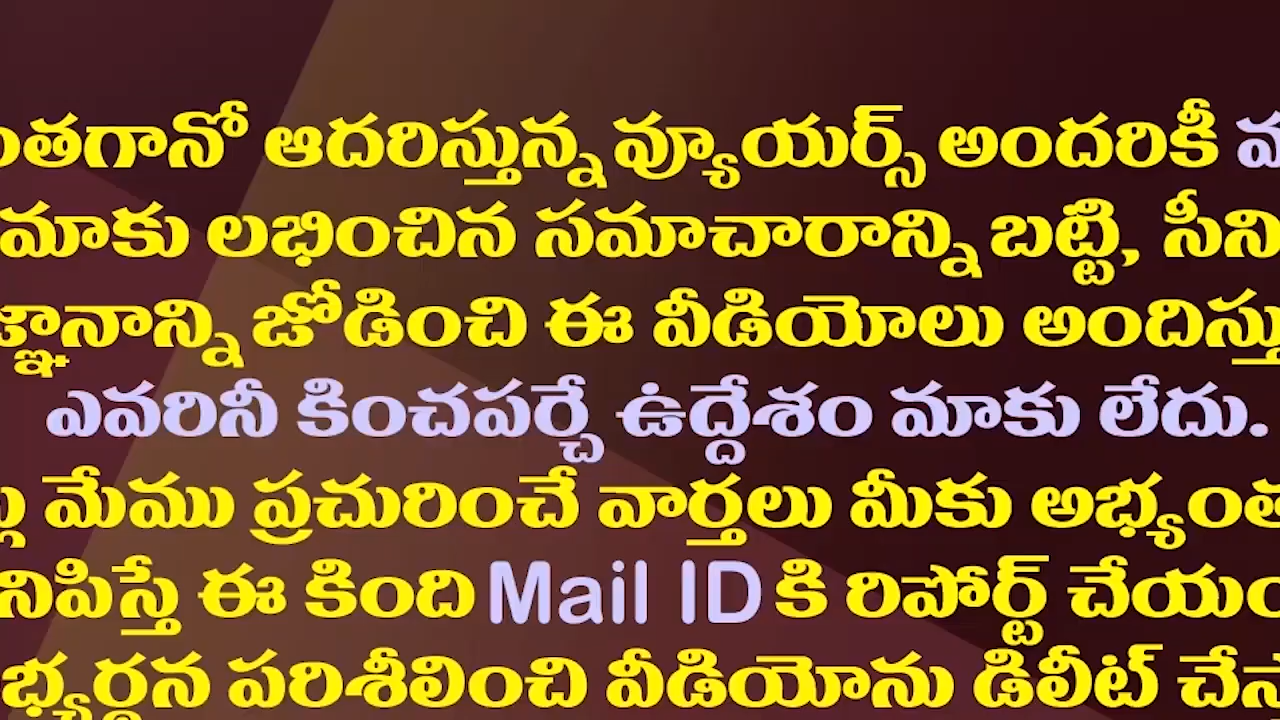 ంతగానో ఆదరిస్తున్న వ్యూయర్స్ అందరికీ
మాకు లభించిన సమాచారాన్ని బట్టి, సీని
జ్ఞానాన్ని జోడించి ఈ వీడియోలు అందిస్తు
ఎవరినీ కించపర్చే ఉద్దేశం మాకు లేదు.
మేము ప్రచురించే వార్తలు మీకు అభ్యంత
నిపిస్తే ఈ కింది Mail ID కి రిపోర్ట్ చేయం
భ్యర్థన పరిశీలించి వీడియోను డిలీట్ చేస